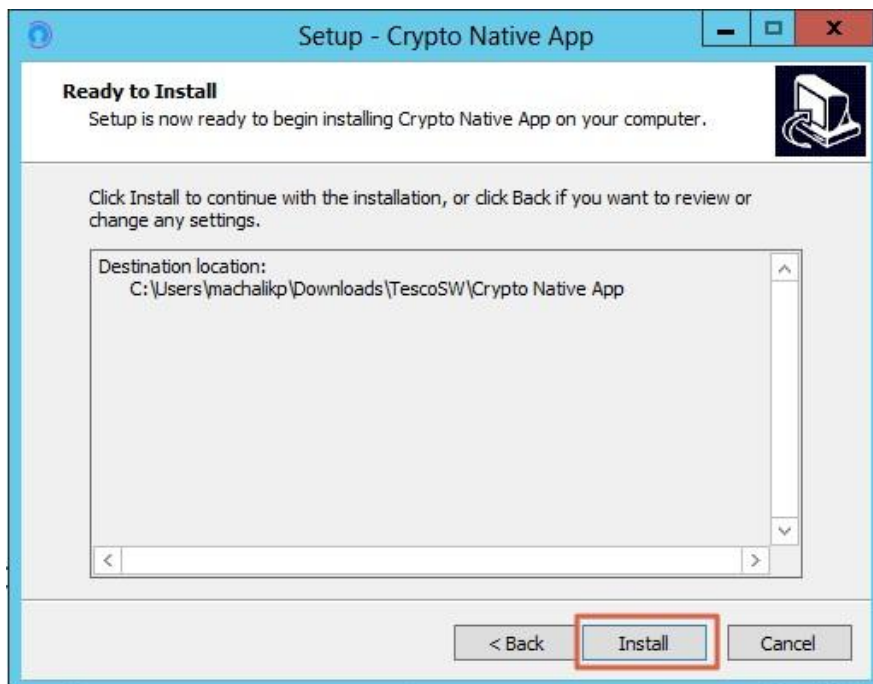 Setup - Crypto Native App
Ready to Install
Setup is now ready to begin installing Crypto Native App on your computer.
Click Install to continue with the installation, or click Back if you want to review or
change any settings.
Destination location:
C:\Users\machalikp\Downloads\TescoSW\Crypto Native App
< Back Install Cancel